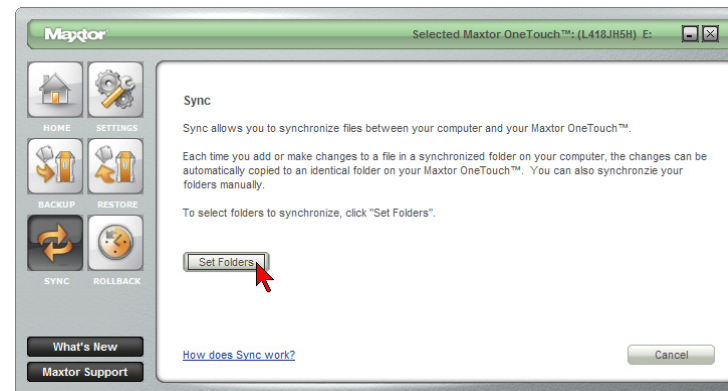 Maxtor
Selected Maxtor OneTouch™: (L418JH5H) E:
HOME SETTINGS
BACKUP RESTORE
SYNC ROLLBACK
What's New
Maxtor Support
Sync
Sync allows you to synchronize files between your computer and your Maxtor OneTouch™.
Each time you add or make changes to a file in a synchronized folder on your computer, the changes can be
automatically copied to an identical folder on your Maxtor OneTouch™. You can also synchronzie your
folders manually.
To select folders to synchronize, click "Set Folders".
Set Folders
How does Sync work?
Cancel